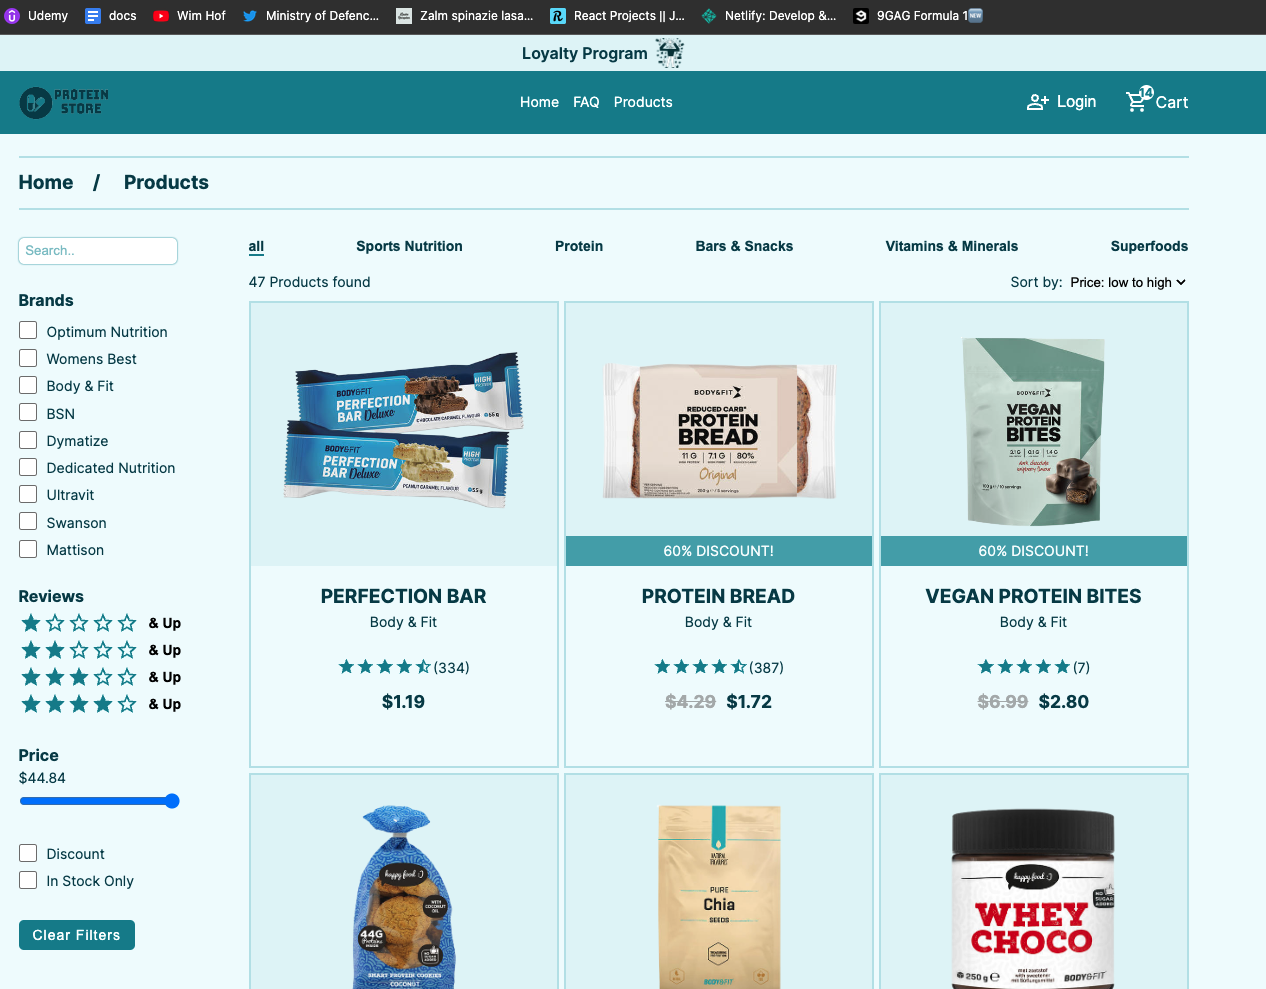 Udemy docs Wim Hof Ministry of Defenc... Zalm spinazie lasa... React Projects || J... Netlify: Develop &... 9GAG Formula 1
Loyalty Program
PROTEIN
STORE
Home FAQ Products
Login
14
Cart
Home / Products
Search..
all Sports Nutrition Protein Bars & Snacks Vitamins & Minerals Superfoods
47 Products found
Sort by: Price: low to high
Brands
Optimum Nutrition
Womens Best
Body & Fit
BSN
Dymatize
Dedicated Nutrition
Ultravit
Swanson
Mattison
Reviews
& Up
& Up
& Up
& Up
Price
$44.84
Discount
In Stock Only
Clear Filters
BODY&FIT
PERFECTION
BAR Deluxe
HIGH
PROTEIN
CHOCOLATE CARAMEL FLAVOUR
55g
BODY&FIT
PERFECTION
BAR Deluxe
HIGH
PROTEIN
PEANUT CARAMEL FLAVOUR
55g
PERFECTION BAR
Body & Fit
(334)
$1.19
BODY&FIT
REDUCED CARB*
PROTEIN
BREAD
11 G 7.1 G 80%
Original
60% DISCOUNT!
PROTEIN BREAD
Body & Fit
(387)
$4.29 $1.72
BODY&FIT
VEGAN
PROTEIN
BITES
dark chocolate
raspberry flavour
60% DISCOUNT!
VEGAN PROTEIN BITES
Body & Fit
(7)
$6.99 $2.80
happy food :)
WITH
COCONUT
OIL
44G
SMART PROTEIN COOKIES
COCONUT
PURE
Chia
SEEDS
BODY&FIT
happy food :)
NO
SUGAR
ADDED
WHEY
CHOCO
250 g e
met zoetstof
with sweetener
mit Süßungsmittel
BODY&FIT